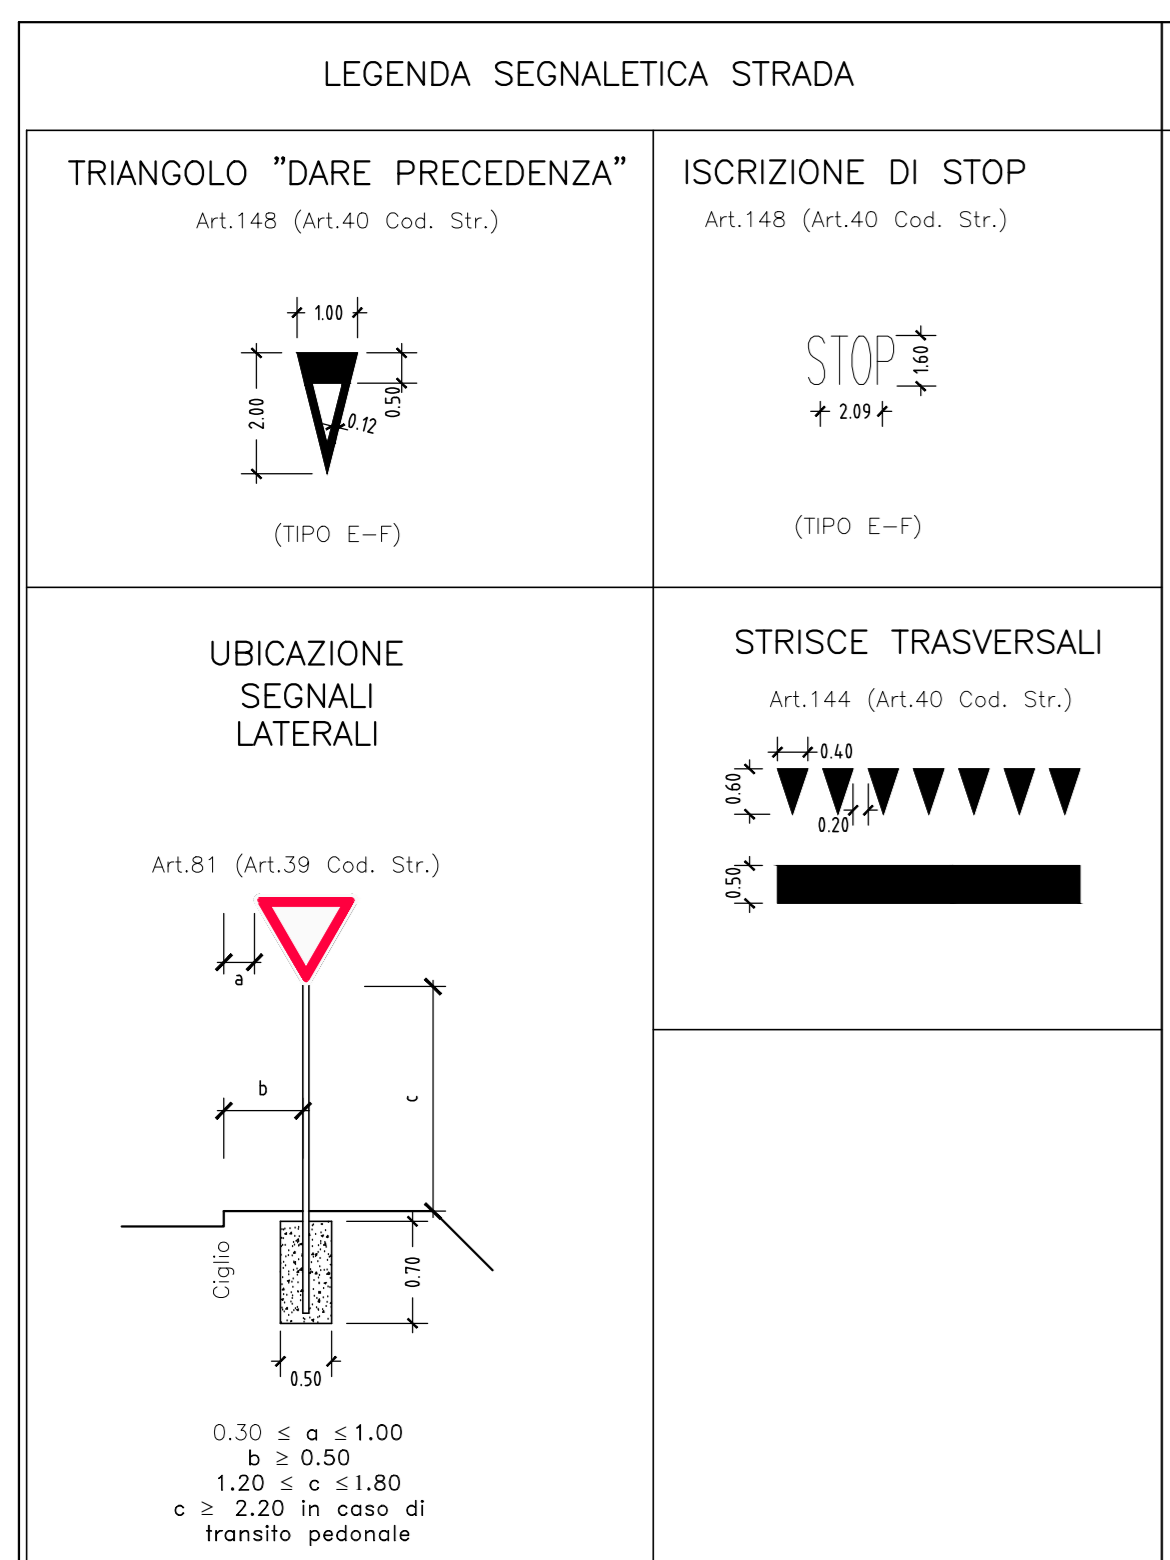 LEGENDA SEGNALETICA STRADA
TRIANGOLO "DARE PRECEDENZA"
Art.148 (Art.40 Cod. Str.)
1.00
2.00
0.50
0.12
(TIPO E-F)
ISCRIZIONE DI STOP
Art.148 (Art.40 Cod. Str.)
STOP
1.60
2.09
(TIPO E-F)
UBICAZIONE
SEGNALI
LATERALI
Art.81 (Art.39 Cod. Str.)
a
b
c
Ciglio
0.70
0.50
0.30 ≤ a ≤1.00
b ≥ 0.50
1.20 ≤ c ≤1.80
c ≥ 2.20 in caso di
transito pedonale
STRISCE TRASVERSALI
Art.144 (Art.40 Cod. Str.)
0.40
0.60
0.20
0.50